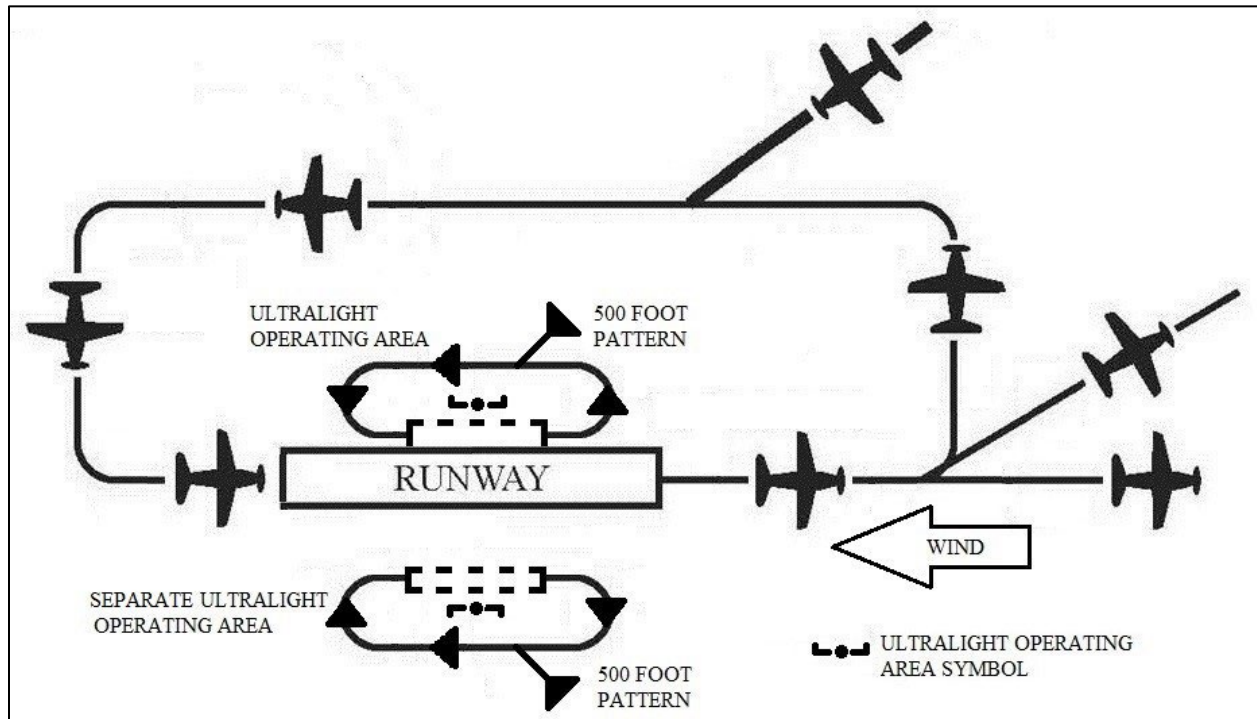 ULTRALIGHT
OPERATING AREA
500 FOOT
PATTERN
RUNWAY
WIND
SEPARATE ULTRALIGHT
OPERATING AREA
500 FOOT
PATTERN
ULTRALIGHT OPERATING
AREA SYMBOL